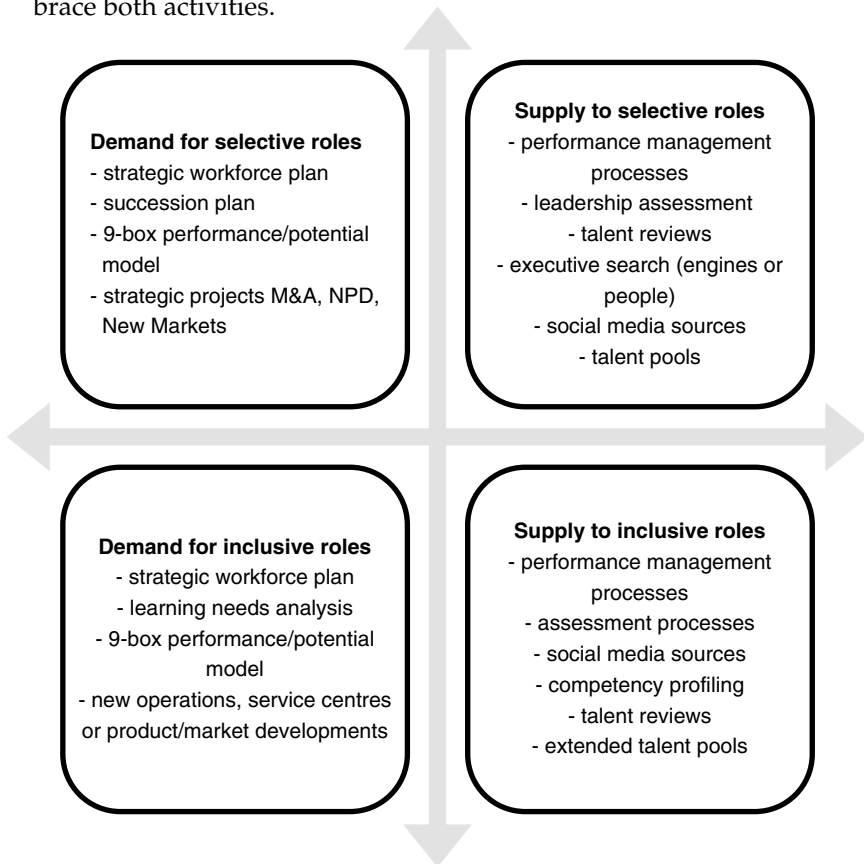 brace both activities.
Demand for selective roles
- strategic workforce plan
- succession plan
- 9-box performance/potential
model
- strategic projects M&A, NPD,
New Markets
Supply to selective roles
- performance management
processes
- leadership assessment
- talent reviews
- executive search (engines or
people)
- social media sources
- talent pools
Demand for inclusive roles
- strategic workforce plan
- learning needs analysis
- 9-box performance/potential
model
- new operations, service centres
or product/market developments
Supply to inclusive roles
- performance management
processes
- assessment processes
- social media sources
- competency profiling
- talent reviews
- extended talent pools